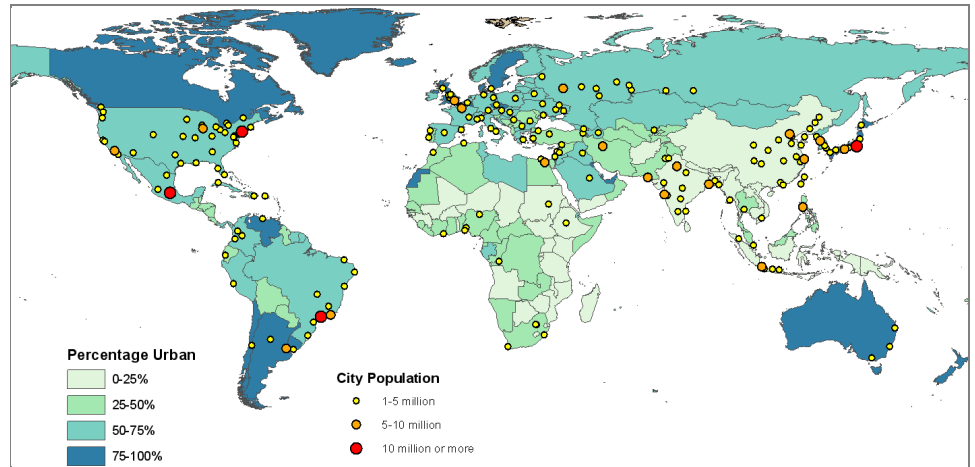 Percentage Urban
0-25%
25-50%
50-75%
75-100%
City Population
1-5 million
5-10 million
10 million or more